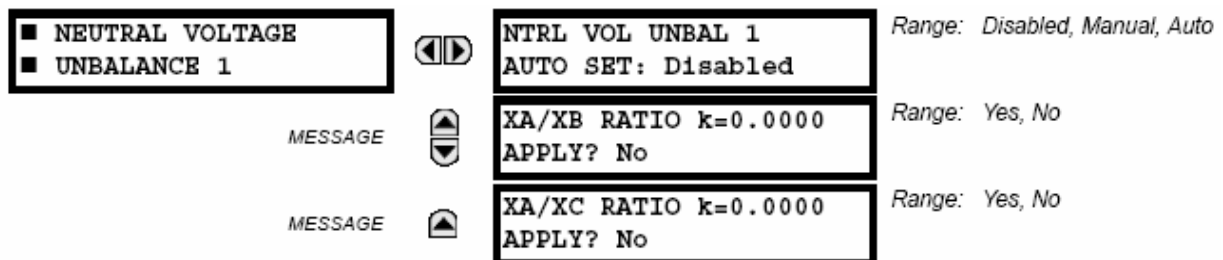 ■ NEUTRAL VOLTAGE
■ UNBALANCE 1
NTRL VOL UNBAL 1
AUTO SET: Disabled
Range: Disabled, Manual, Auto
MESSAGE
XA/XB RATIO k=0.0000
APPLY? No
Range: Yes, No
MESSAGE
XA/XC RATIO k=0.0000
APPLY? No
Range: Yes, No